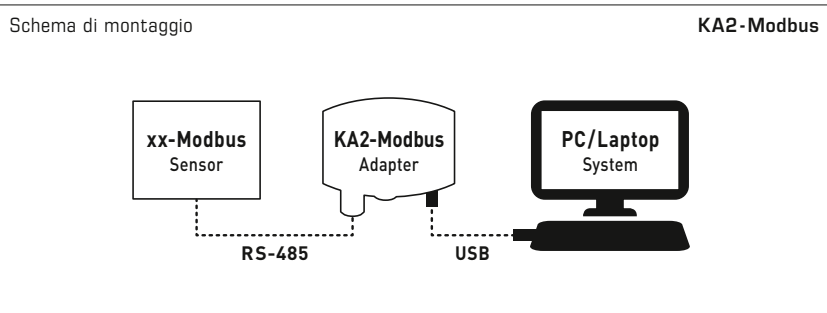 Schema di montaggio
KA2-Modbus
xx-Modbus
Sensor
KA2-Modbus
Adapter
PC/Laptop
System
RS-485
USB